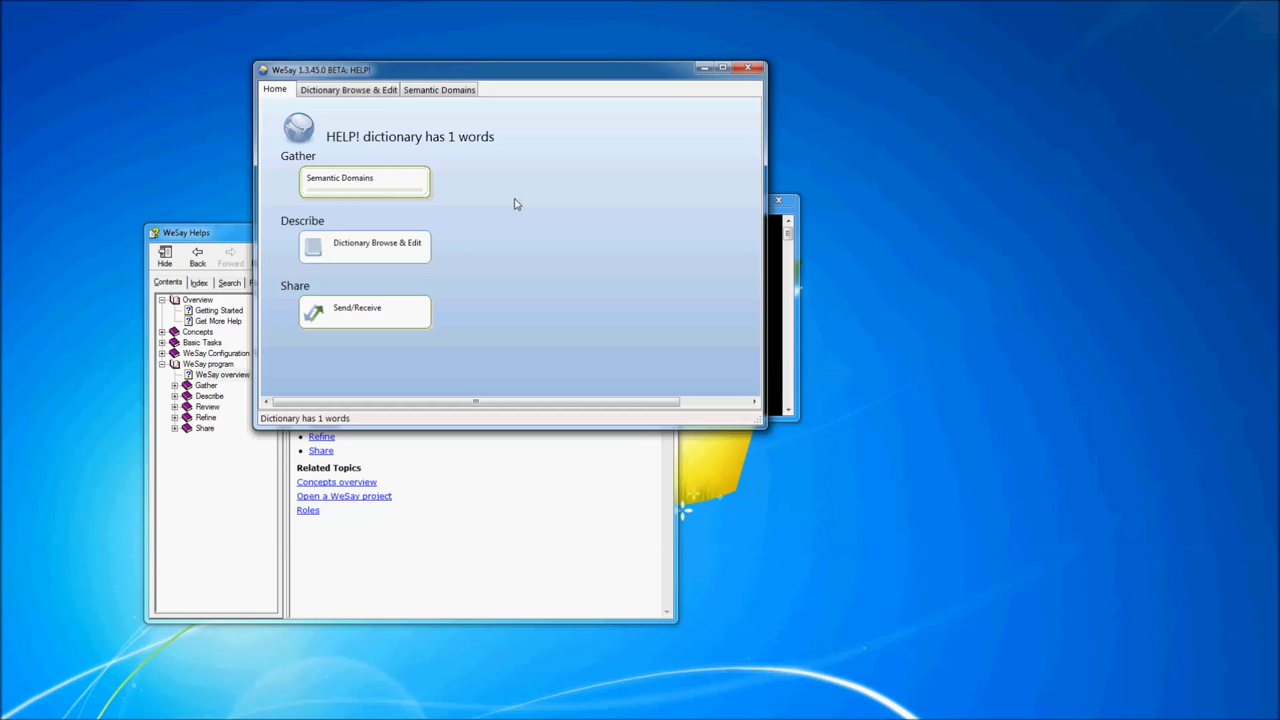 WeSay 1.3.45.0 BETA: HELP!
Home Dictionary Browse & Edit Semantic Domains
HELP! dictionary has 1 words
Gather
Semantic Domains
Describe
Dictionary Browse & Edit
Share
Send/Receive
Dictionary has 1 words
WeSay Helps
Hide Back Forward
Contents Index Search
Overview
Getting Started
Get More Help
Concepts
Basic Tasks
WeSay Configuration
WeSay program
WeSay overview
Gather
Describe
Review
Refine
Share
Refine
Share
Related Topics
Concepts overview
Open a WeSay project
Roles